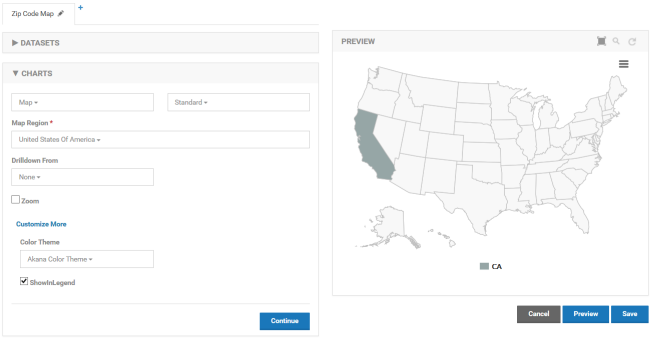 Zip Code Map
+
DATASETS
CHARTS
Map
Standard
Map Region *
United States Of America
Drilldown From
None
Zoom
Customize More
Color Theme
Akana Color Theme
ShowInLegend
Continue
PREVIEW
CA
Cancel Preview Save